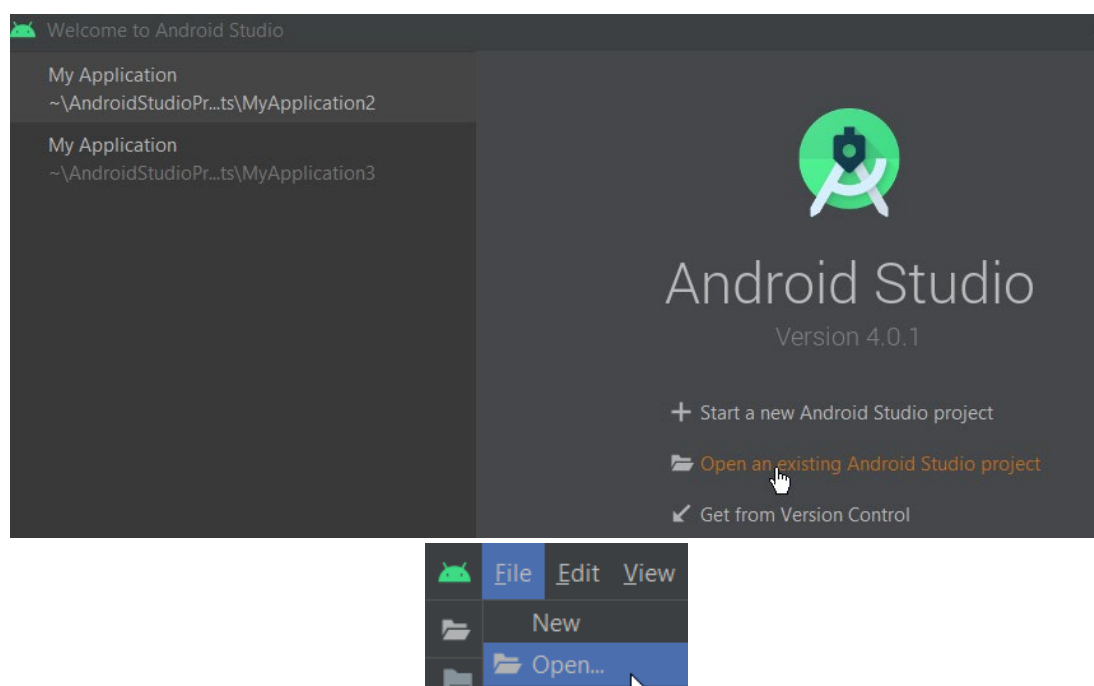 Welcome to Android Studio
My Application
~\AndroidStudioPr...ts\MyApplication2
My Application
~\AndroidStudioPr...ts\MyApplication3
Android Studio
Version 4.0.1
Start a new Android Studio project
Open an existing Android Studio project
Get from Version Control
File Edit View
New
Open...